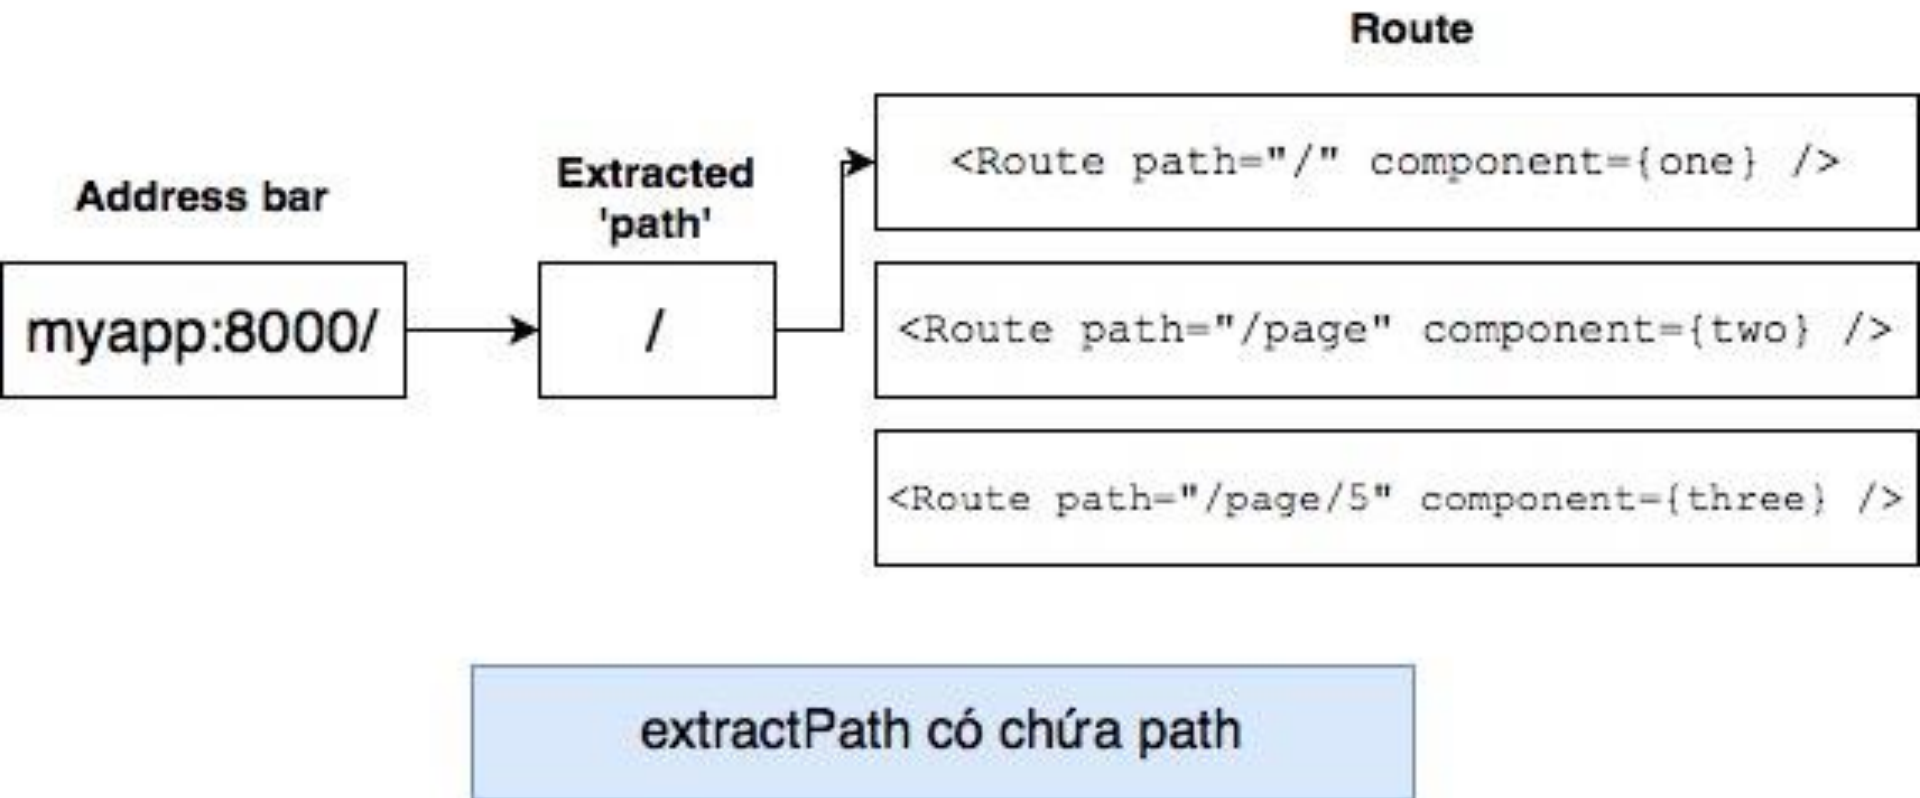 Route
<Route path="/" component={one} />
Address bar
Extracted
'path'
myapp:8000/
/
<Route path="/page" component={two} />
<Route path="/page/5" component={three} />
extractPath có chứa path